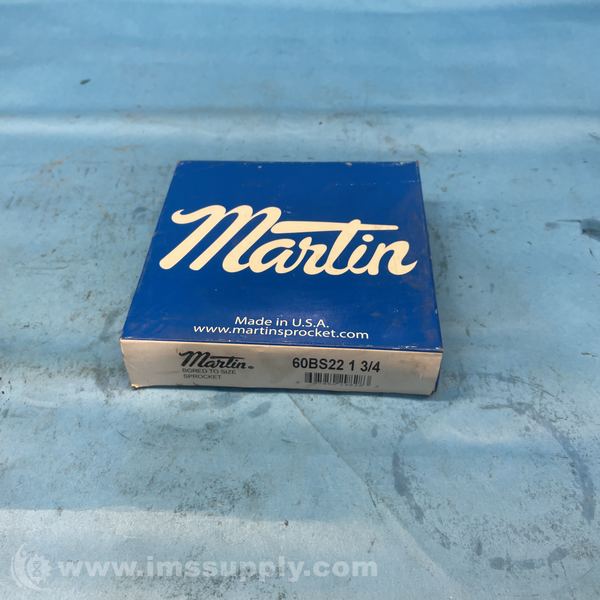 Martin
Made in U.S.A.
www.martinsprocket.com
Martin®
BORED TO SIZE
SPROCKET
60BS22 1 3/4
www.imssupply.com